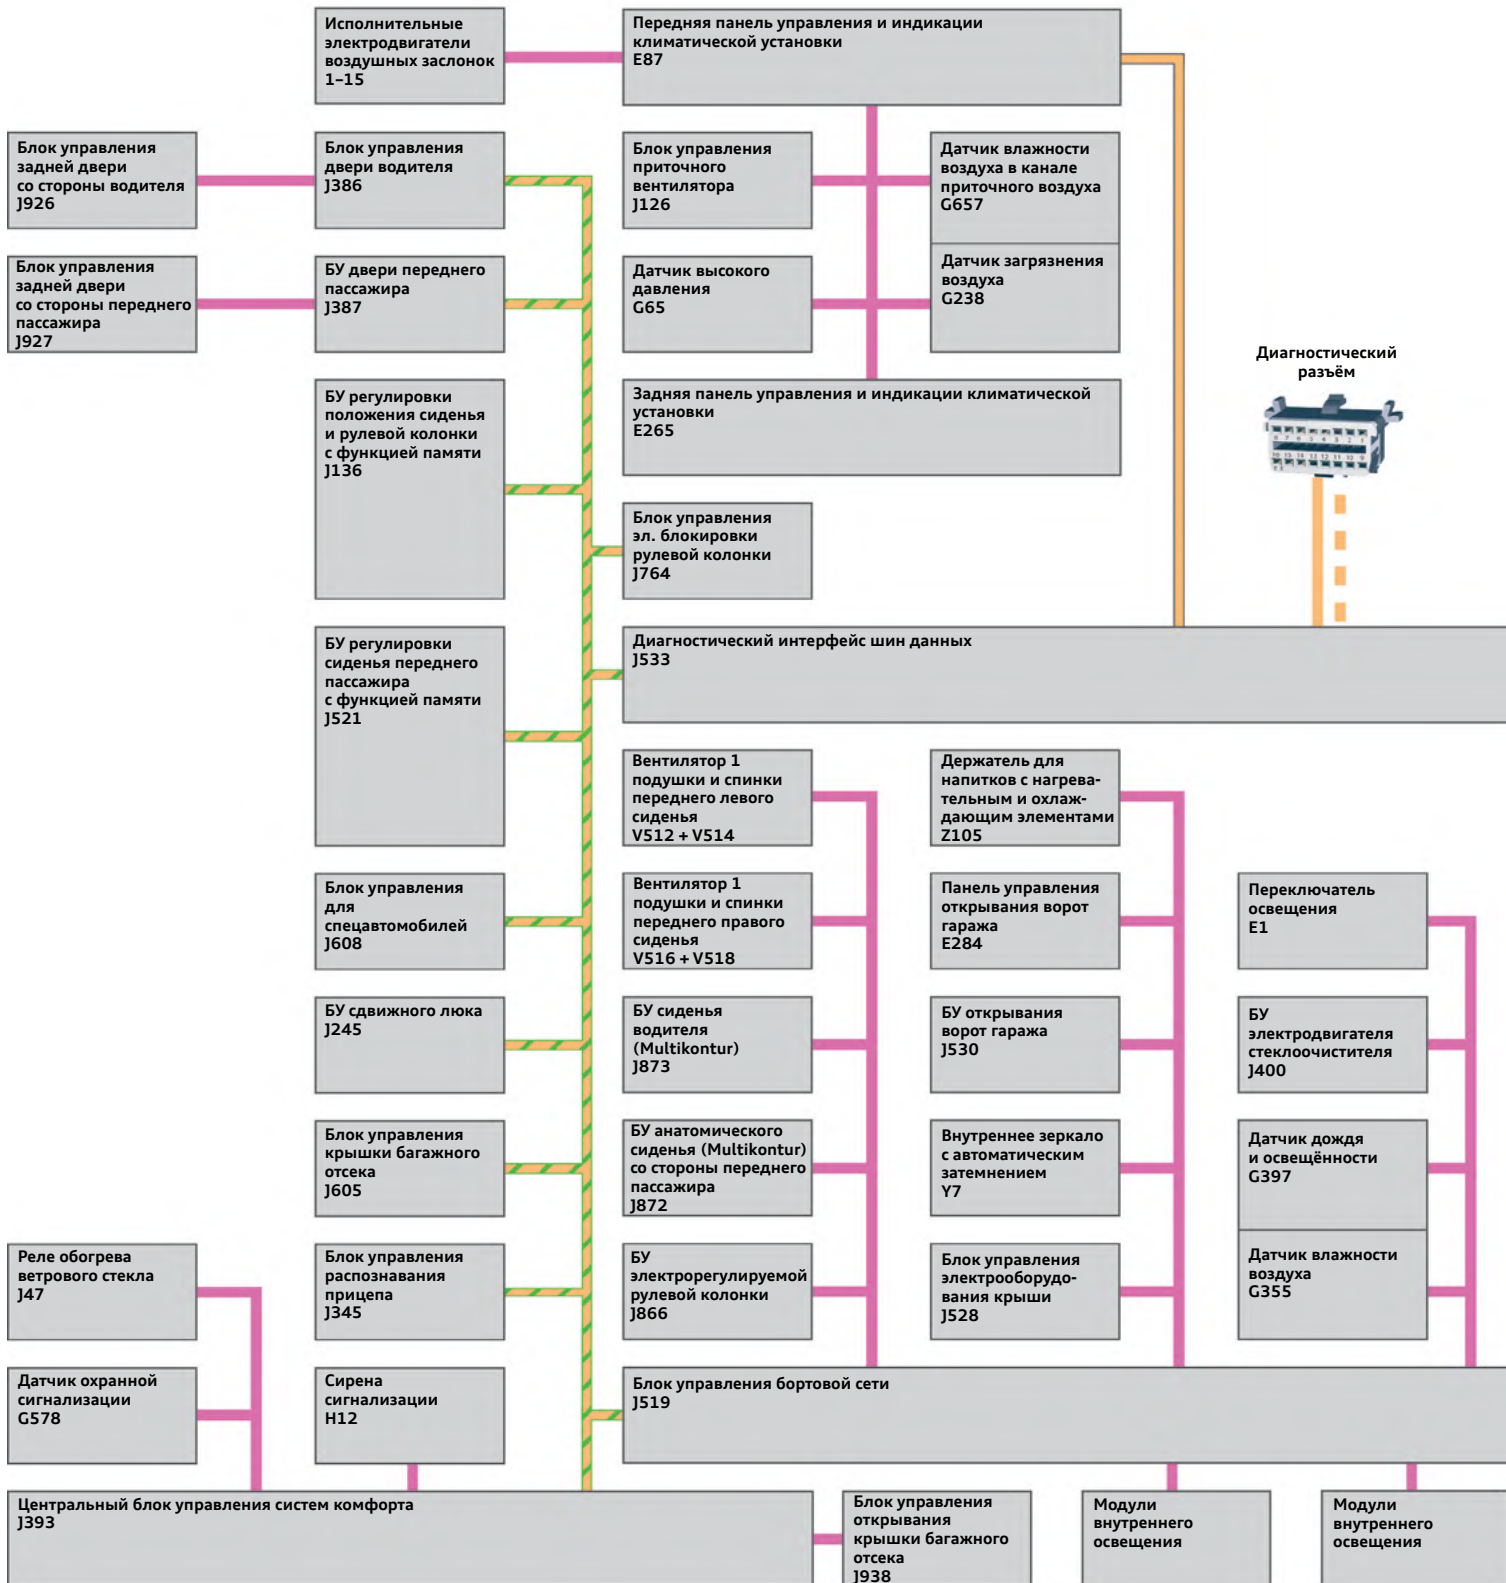 Исполнительные
электродвигатели
воздушных заслонок
1–15
Передняя панель управления и индикации
климатической установки
E87
Блок управления
задней двери
со стороны водителя
J926
Блок управления
двери водителя
J386
Блок управления
приточного
вентилятора
J126
Датчик влажности
воздуха в канале
приточного воздуха
G657
Блок управления
задней двери
со стороны переднего
пассажира
J927
БУ двери переднего
пассажира
J387
Датчик высокого
давления
G65
Датчик загрязнения
воздуха
G238
Диагностический
разъём
БУ регулировки
положения сиденья
и рулевой колонки
с функцией памяти
J136
Задняя панель управления и индикации климатической
установки
E265
Блок управления
эл. блокировки
рулевой колонки
J764
БУ регулировки
сиденья переднего
пассажира
с функцией памяти
J521
Диагностический интерфейс шин данных
J533
Вентилятор 1
подушки и спинки
переднего левого
сиденья
V512 + V514
Держатель для
напитков с нагрева-
тельным и охлаж-
дающим элементами
Z105
Блок управления
для
спецавтомобилей
J608
Вентилятор 1
подушки и спинки
переднего правого
сиденья
V516 + V518
Панель управления
открывания ворот
гаража
E284
Переключатель
освещения
E1
БУ сдвижного люка
J245
БУ сиденья
водителя
(Multikontur)
J873
БУ открывания
ворот гаража
J530
БУ
электродвигателя
стеклоочистителя
J400
Блок управления
крышки багажного
отсека
J605
БУ анатомического
сиденья (Multikontur)
со стороны переднего
пассажира
J872
Внутреннее зеркало
с автоматическим
затемнением
Y7
Датчик дождя
и освещённости
G397
Реле обогрева
ветрового стекла
J47
Блок управления
распознавания
прицепа
J345
БУ
электрорегулируемой
рулевой колонки
J866
Блок управления
электрооборудо-
вания крыши
J528
Датчик влажности
воздуха
G355
Датчик охранной
сигнализации
G578
Сирена
сигнализации
H12
Блок управления бортовой сети
J519
Центральный блок управления систем комфорта
J393
Блок управления
открывания
крышки багажного
отсека
J938
Модули
внутреннего
освещения
Модули
внутреннего
освещения